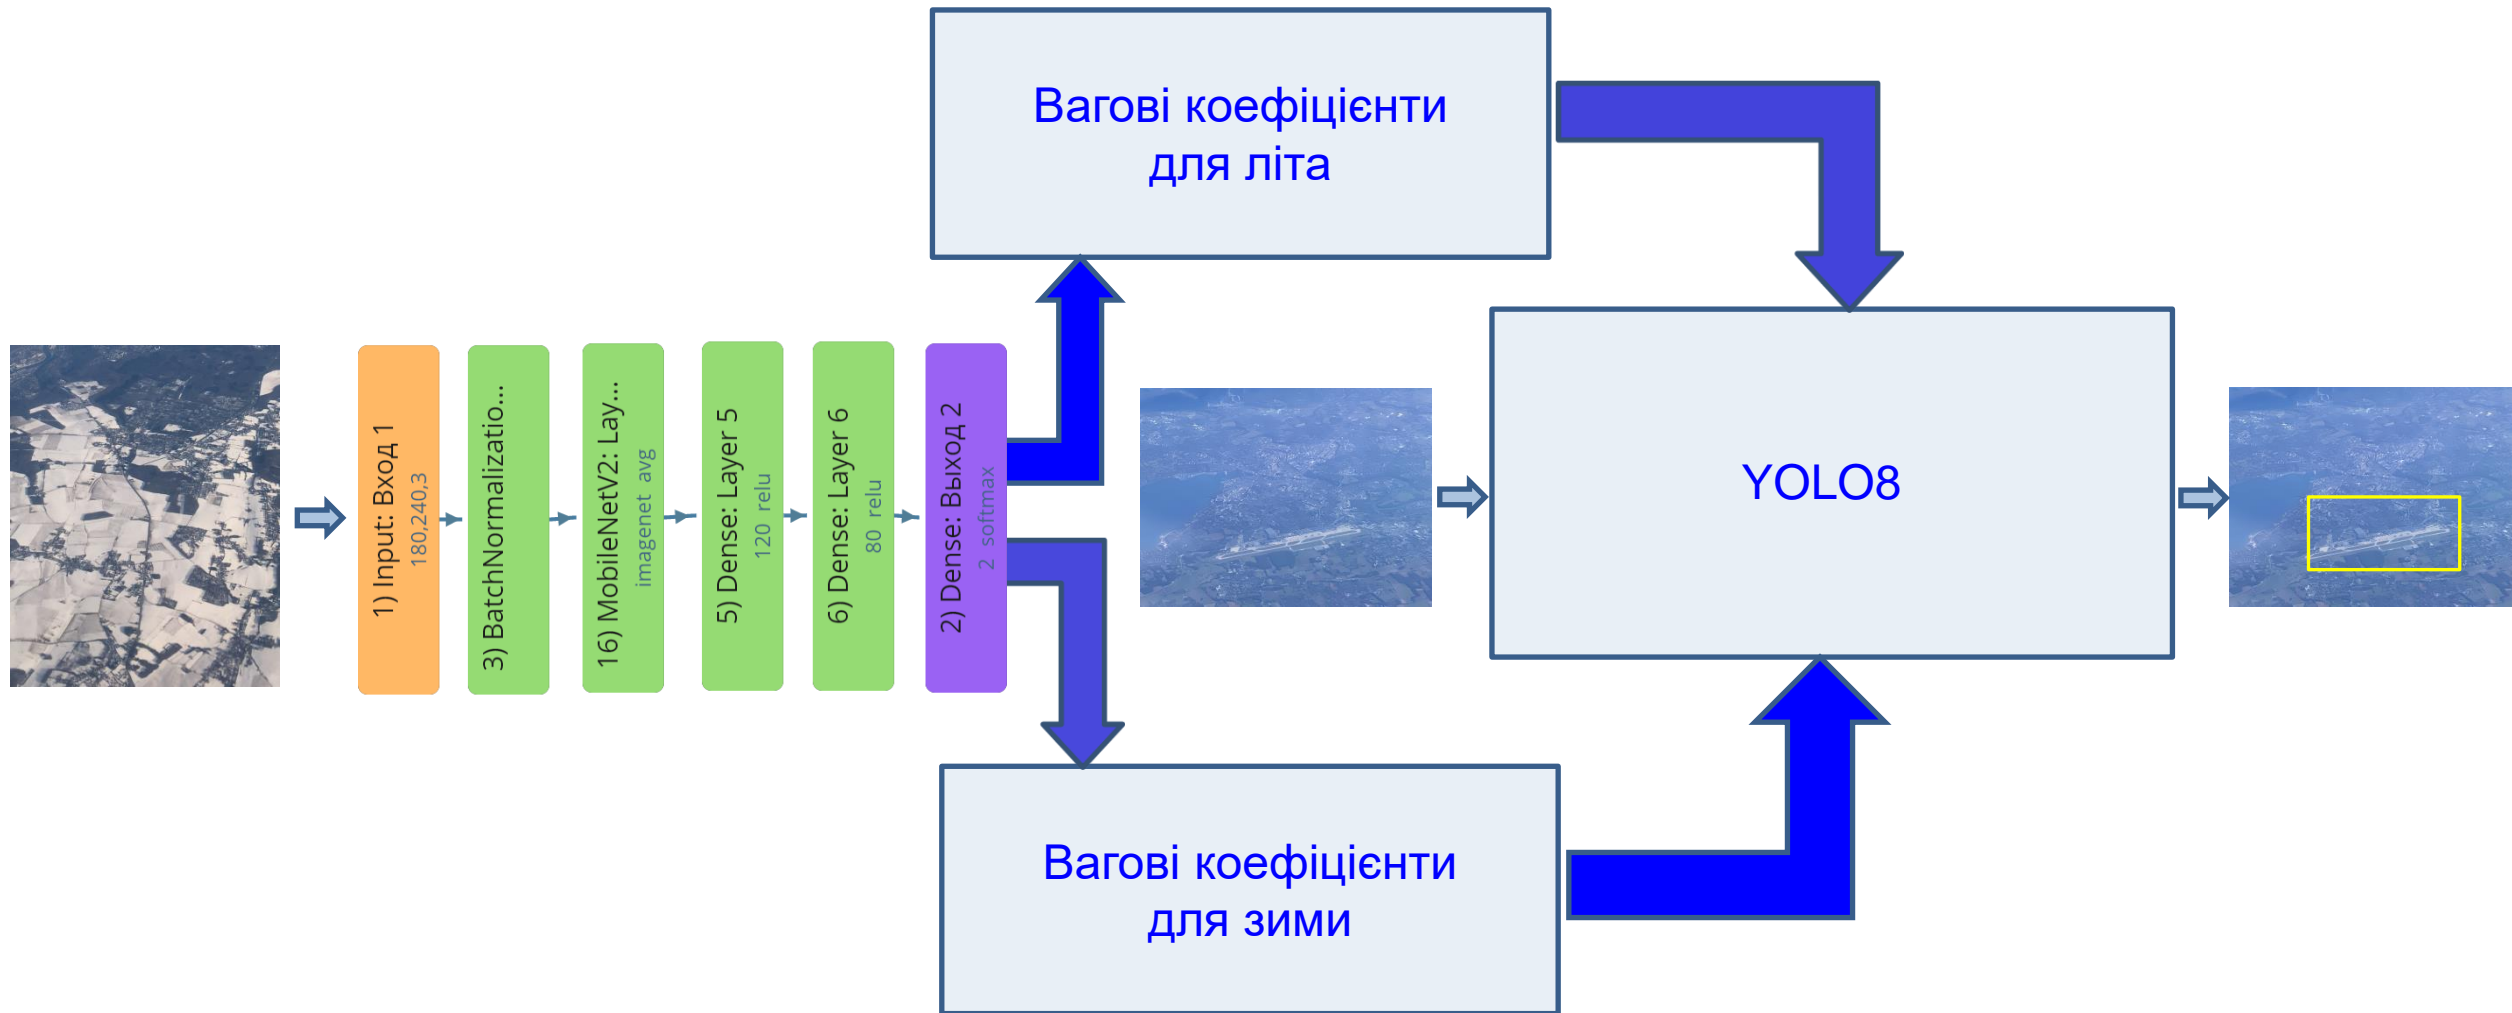 Вагові коефіцієнти
для літа
1) Input: Вход 1
180,240,3
3) BatchNormalizatio...
16) MobileNetV2: Lay...
imagenet avg
5) Dense: Layer 5
120 relu
6) Dense: Layer 6
80 relu
2) Dense: Выход 2
2 softmax
YOLO8
Вагові коефіцієнти
для зими